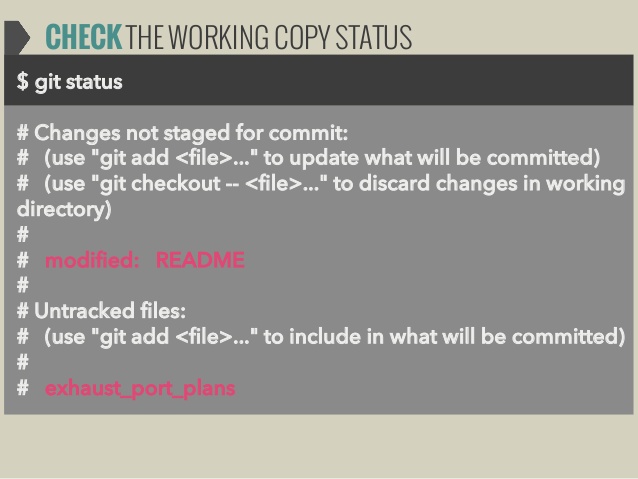 CHECK THE WORKING COPY STATUS
$ git status
# Changes not staged for commit:
#   (use "git add <file>..." to update what will be committed)
#   (use "git checkout -- <file>..." to discard changes in working
directory)
#
#   modified:   README
#
# Untracked files:
#   (use "git add <file>..." to include in what will be committed)
#
#   exhaust_port_plans